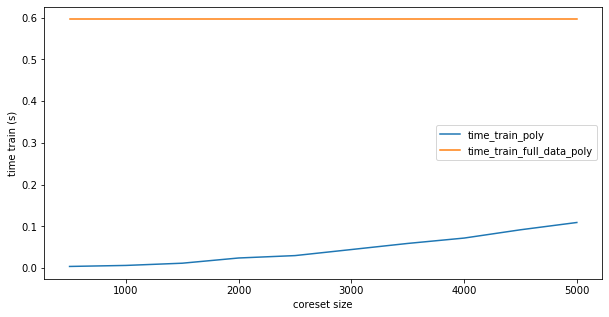 0.6
0.5
0.4
0.3
0.2
0.1
0.0
time train (s)
time_train_poly
time_train_full_data_poly
1000 2000 3000 4000 5000
coreset size